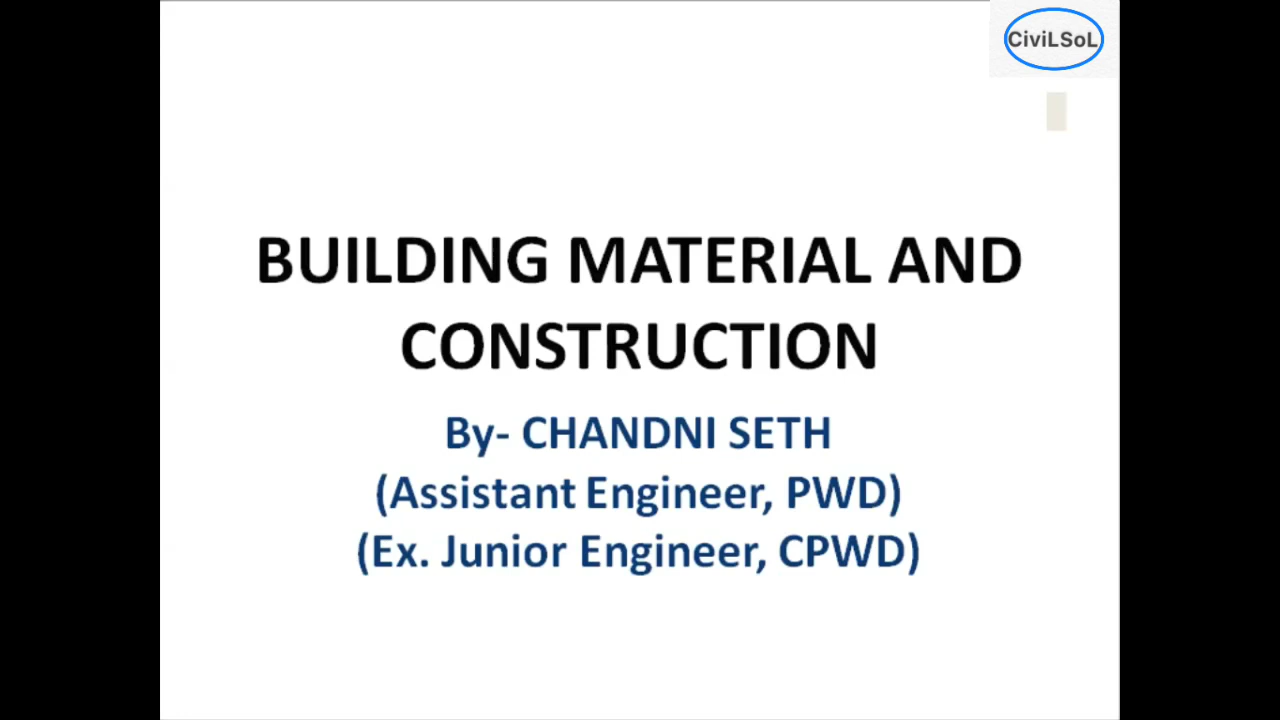 CiviLSoL
BUILDING MATERIAL AND
CONSTRUCTION
By- CHANDNI SETH
(Assistant Engineer, PWD)
(Ex. Junior Engineer, CPWD)